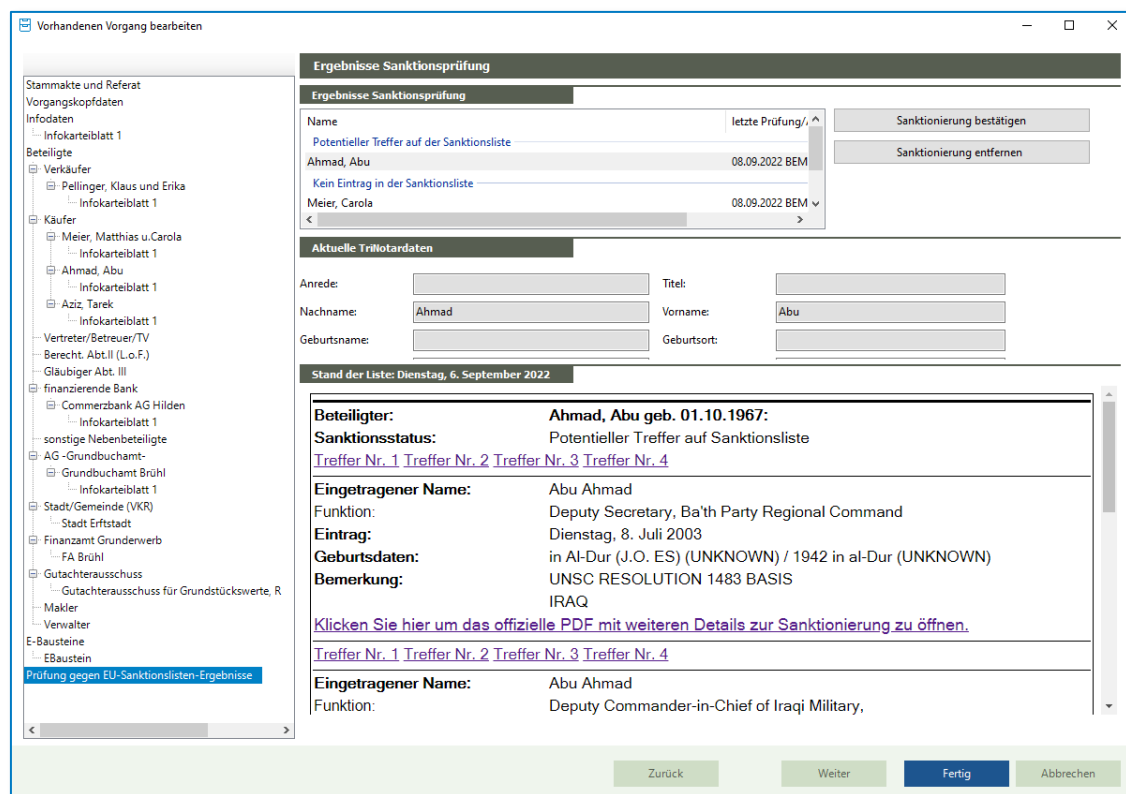 Vorhandenen Vorgang bearbeiten
Stammakte und Referat
Vorgangskopfdaten
Infodaten
Infokarteiblatt 1
Beteiligte
Verkäufer
Pellinger, Klaus und Erika
Infokarteiblatt 1
Käufer
Meier, Matthias u.Carola
Infokarteiblatt 1
Ahmad, Abu
Infokarteiblatt 1
Aziz, Tarek
Infokarteiblatt 1
Vertreter/Betreuer/TV
Berecht. Abt.II (L.o.F.)
Gläubiger Abt. III
finanzierende Bank
Commerzbank AG Hilden
Infokarteiblatt 1
sonstige Nebenbeteiligte
AG -Grundbuchamt-
Grundbuchamt Brühl
Infokarteiblatt 1
Stadt/Gemeinde (VKR)
Stadt Erftstadt
Finanzamt Grunderwerb
FA Brühl
Gutachterausschuss
Gutachterausschuss für Grundstückswerte, R
Makler
Verwalter
E-Bausteine
EBaustein
Prüfung gegen EU-Sanktionslisten-Ergebnisse
Ergebnisse Sanktionsprüfung
Ergebnisse Sanktionsprüfung
Name letzte Prüfung/
Potentieller Treffer auf der Sanktionsliste
Ahmad, Abu 08.09.2022 BEM
Kein Eintrag in der Sanktionsliste
Meier, Carola 08.09.2022 BEM
Sanktionierung bestätigen
Sanktionierung entfernen
Aktuelle TriNotardaten
Anrede: Titel:
Nachname: Ahmad Vorname: Abu
Geburtsname: Geburtsort:
Stand der Liste: Dienstag, 6. September 2022
Beteiligter: Ahmad, Abu geb. 01.10.1967:
Sanktionsstatus: Potentieller Treffer auf Sanktionsliste
Treffer Nr. 1 Treffer Nr. 2 Treffer Nr. 3 Treffer Nr. 4
Eingetragener Name: Abu Ahmad
Funktion: Deputy Secretary, Ba'th Party Regional Command
Eintrag: Dienstag, 8. Juli 2003
Geburtsdaten: in Al-Dur (J.O. ES) (UNKNOWN) / 1942 in al-Dur (UNKNOWN)
Bemerkung: UNSC RESOLUTION 1483 BASIS
IRAQ
Klicken Sie hier um das offizielle PDF mit weiteren Details zur Sanktionierung zu öffnen.
Treffer Nr. 1 Treffer Nr. 2 Treffer Nr. 3 Treffer Nr. 4
Eingetragener Name: Abu Ahmad
Funktion: Deputy Commander-in-Chief of Iraqi Military,
Zurück Weiter Fertig Abbrechen